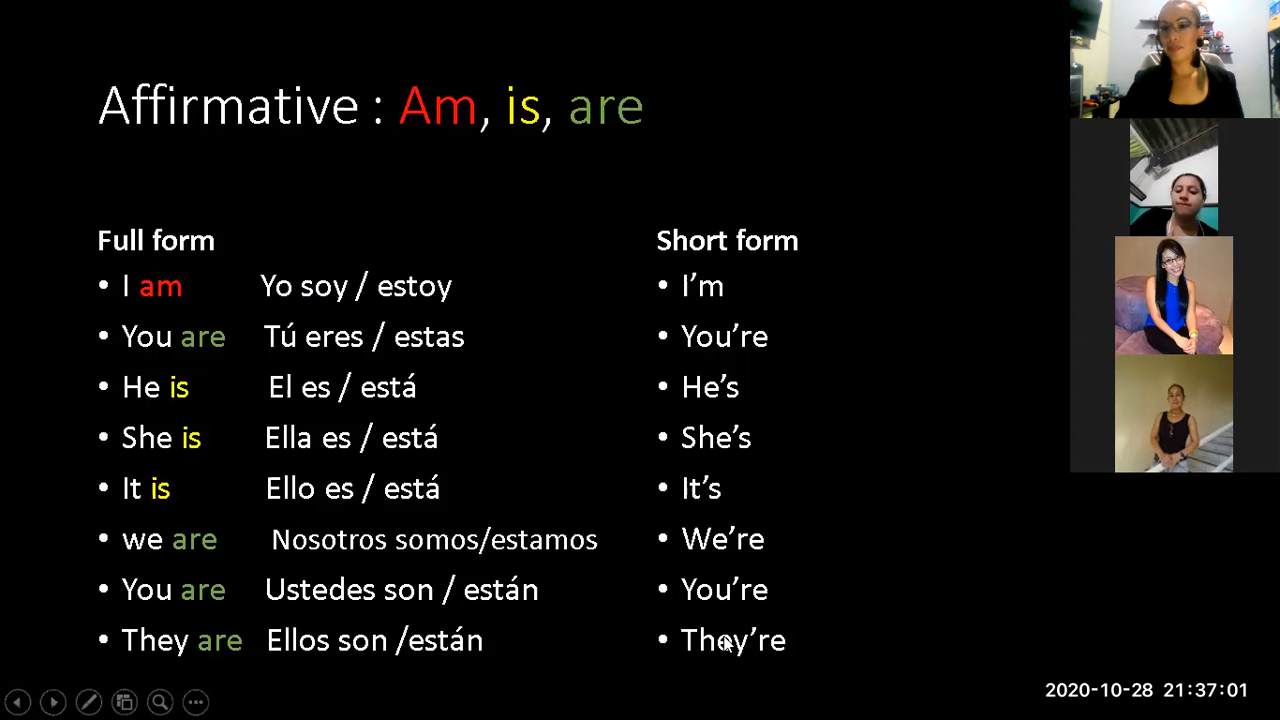 Affirmative : Am, is, are
Full form
• I am Yo soy / estoy
• You are Tú eres / estas
• He is El es / está
• She is Ella es / está
• It is Ello es / está
• we are Nosotros somos/estamos
• You are Ustedes son / están
• They are Ellos son /están
Short form
• I’m
• You’re
• He’s
• She’s
• It’s
• We’re
• You’re
• They’re
2020-10-28 21:37:01